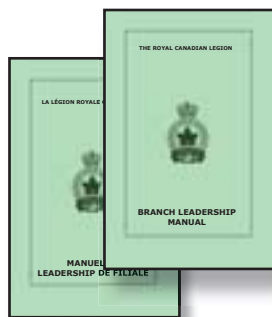 THE ROYAL CANADIAN LEGION
BRANCH LEADERSHIP
MANUAL
LA LÉGION ROYALE
MANUEL
LEADERSHIP DE FILIALE